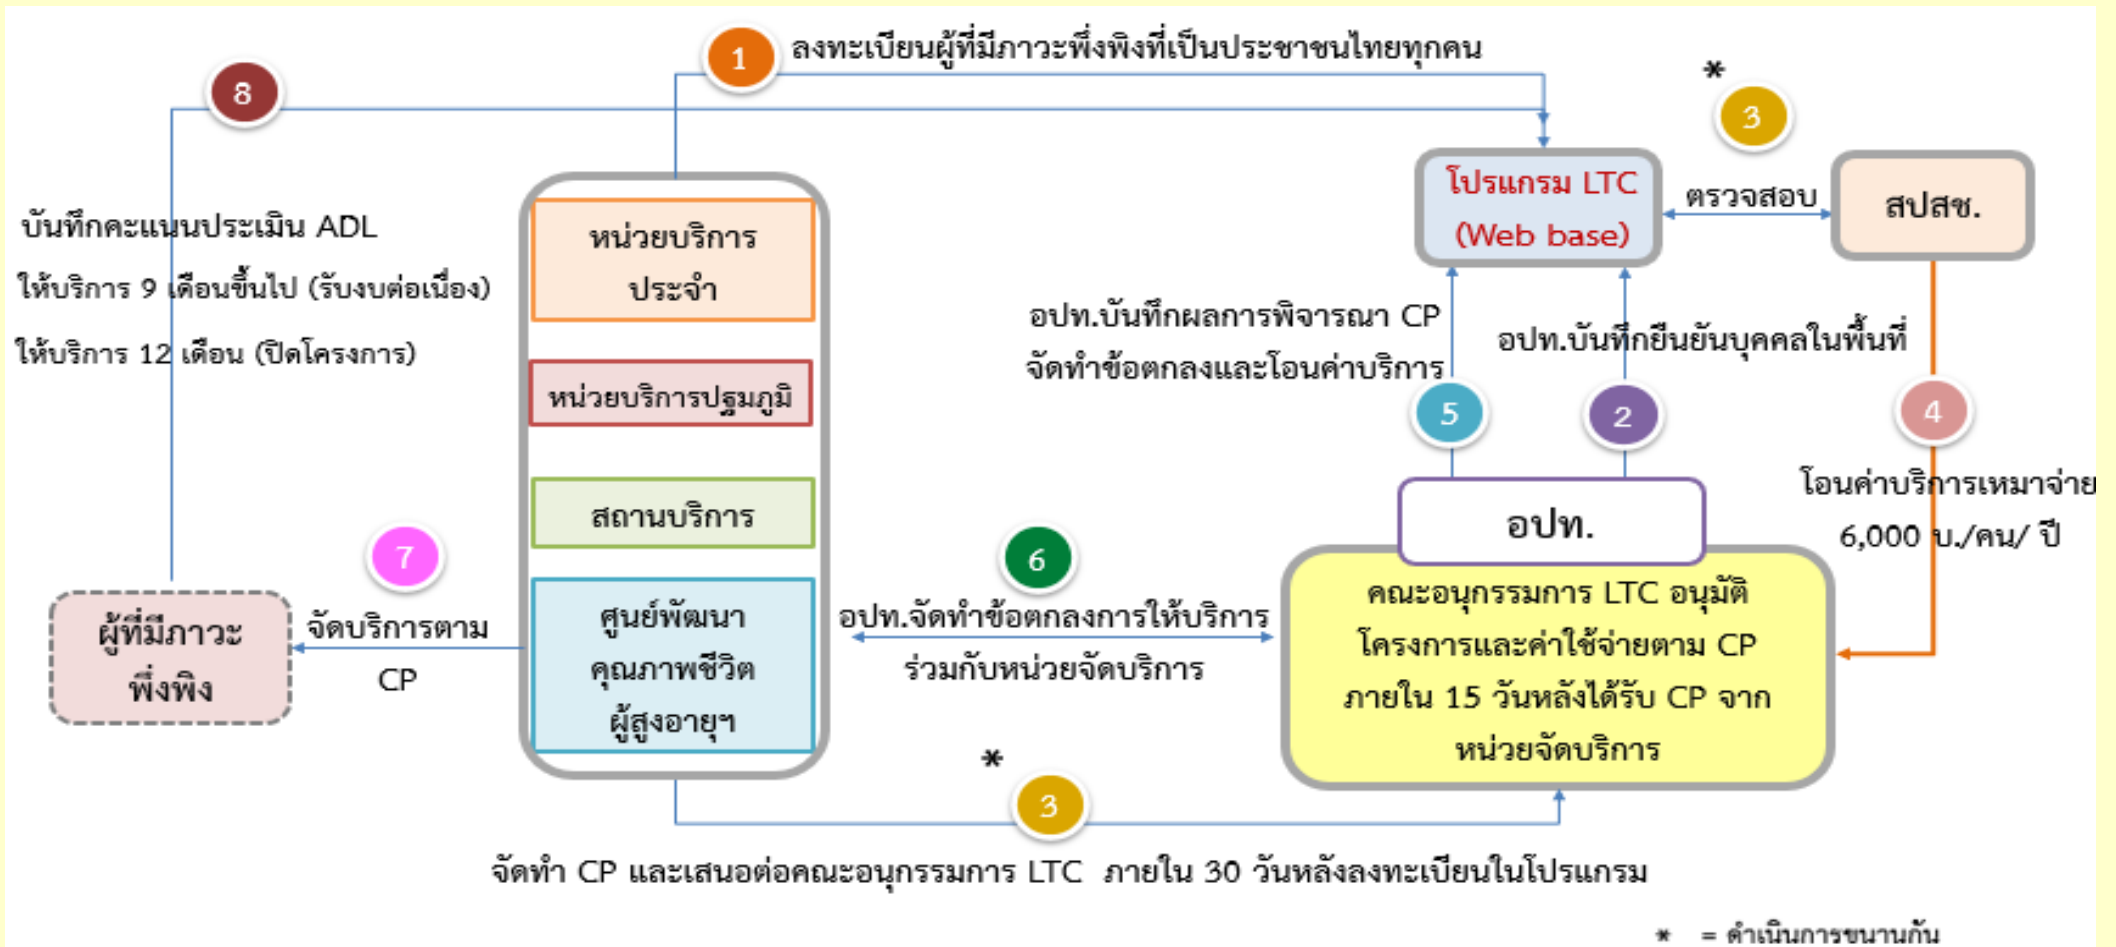 1
ลงทะเบียนผู้ที่มีภาวะพึ่งพิงที่เป็นประชาชนไทยทุกคน
8
*
3
บันทึกคะแนนประเมิน ADL
ให้บริการ 9 เดือนขึ้นไป (รับงบต่อเนื่อง)
ให้บริการ 12 เดือน (ปิดโครงการ)
หน่วยบริการ
ประจำ
หน่วยบริการปฐมภูมิ
สถานบริการ
ศูนย์พัฒนา
คุณภาพชีวิต
ผู้สูงอายุฯ
โปรแกรม LTC
(Web base)
ตรวจสอบ
สปสช.
อปท.บันทึกผลการพิจารณา CP
จัดทำข้อตกลงและโอนค่าบริการ
อปท.บันทึกยืนยันบุคคลในพื้นที่
5
2
4
โอนค่าบริการเหมาจ่าย
6,000 บ./คน/ ปี
อปท.
คณะอนุกรรมการ LTC อนุมัติ
โครงการและค่าใช้จ่ายตาม CP
ภายใน 15 วันหลังได้รับ CP จาก
หน่วยจัดบริการ
7
จัดบริการตาม
CP
ผู้ที่มีภาวะ
พึ่งพิง
6
อปท.จัดทำข้อตกลงการให้บริการ
ร่วมกับหน่วยจัดบริการ
*
3
จัดทำ CP และเสนอต่อคณะอนุกรรมการ LTC ภายใน 30 วันหลังลงทะเบียนในโปรแกรม
* = ดำเนินการขนานกัน